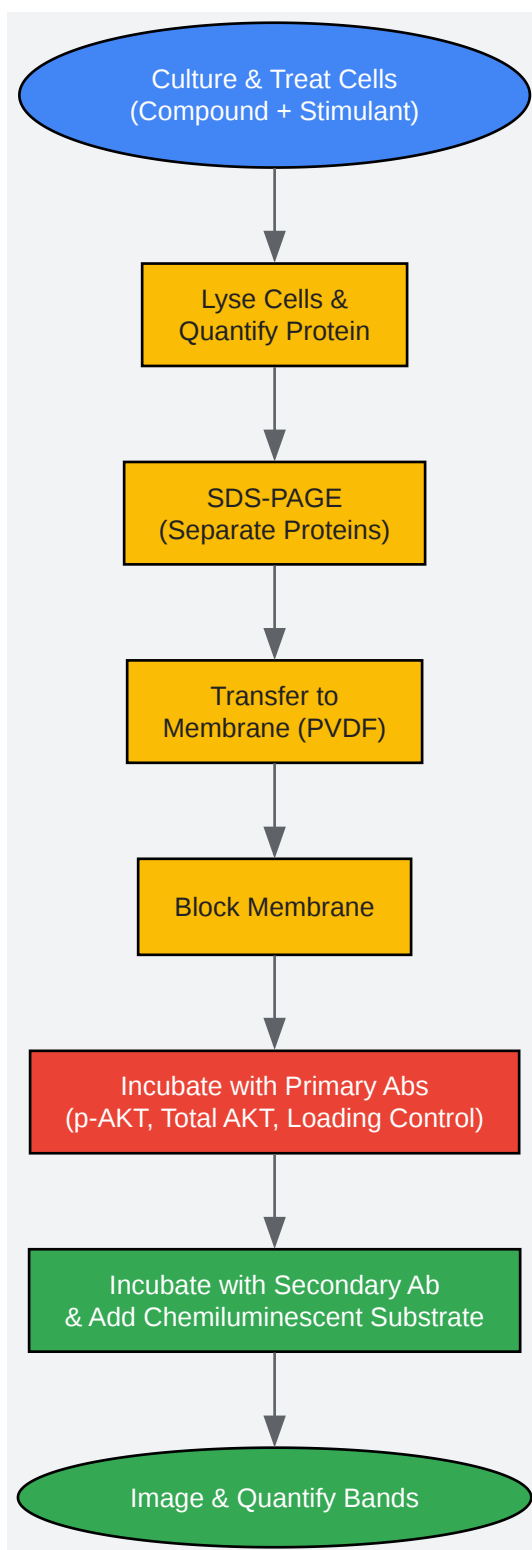 Culture & Treat Cells
(Compound + Stimulant)
Lyse Cells &
Quantify Protein
SDS-PAGE
(Separate Proteins)
Transfer to
Membrane (PVDF)
Block Membrane
Incubate with Primary Abs
(p-AKT, Total AKT, Loading Control)
Incubate with Secondary Ab
& Add Chemiluminescent Substrate
Image & Quantify Bands